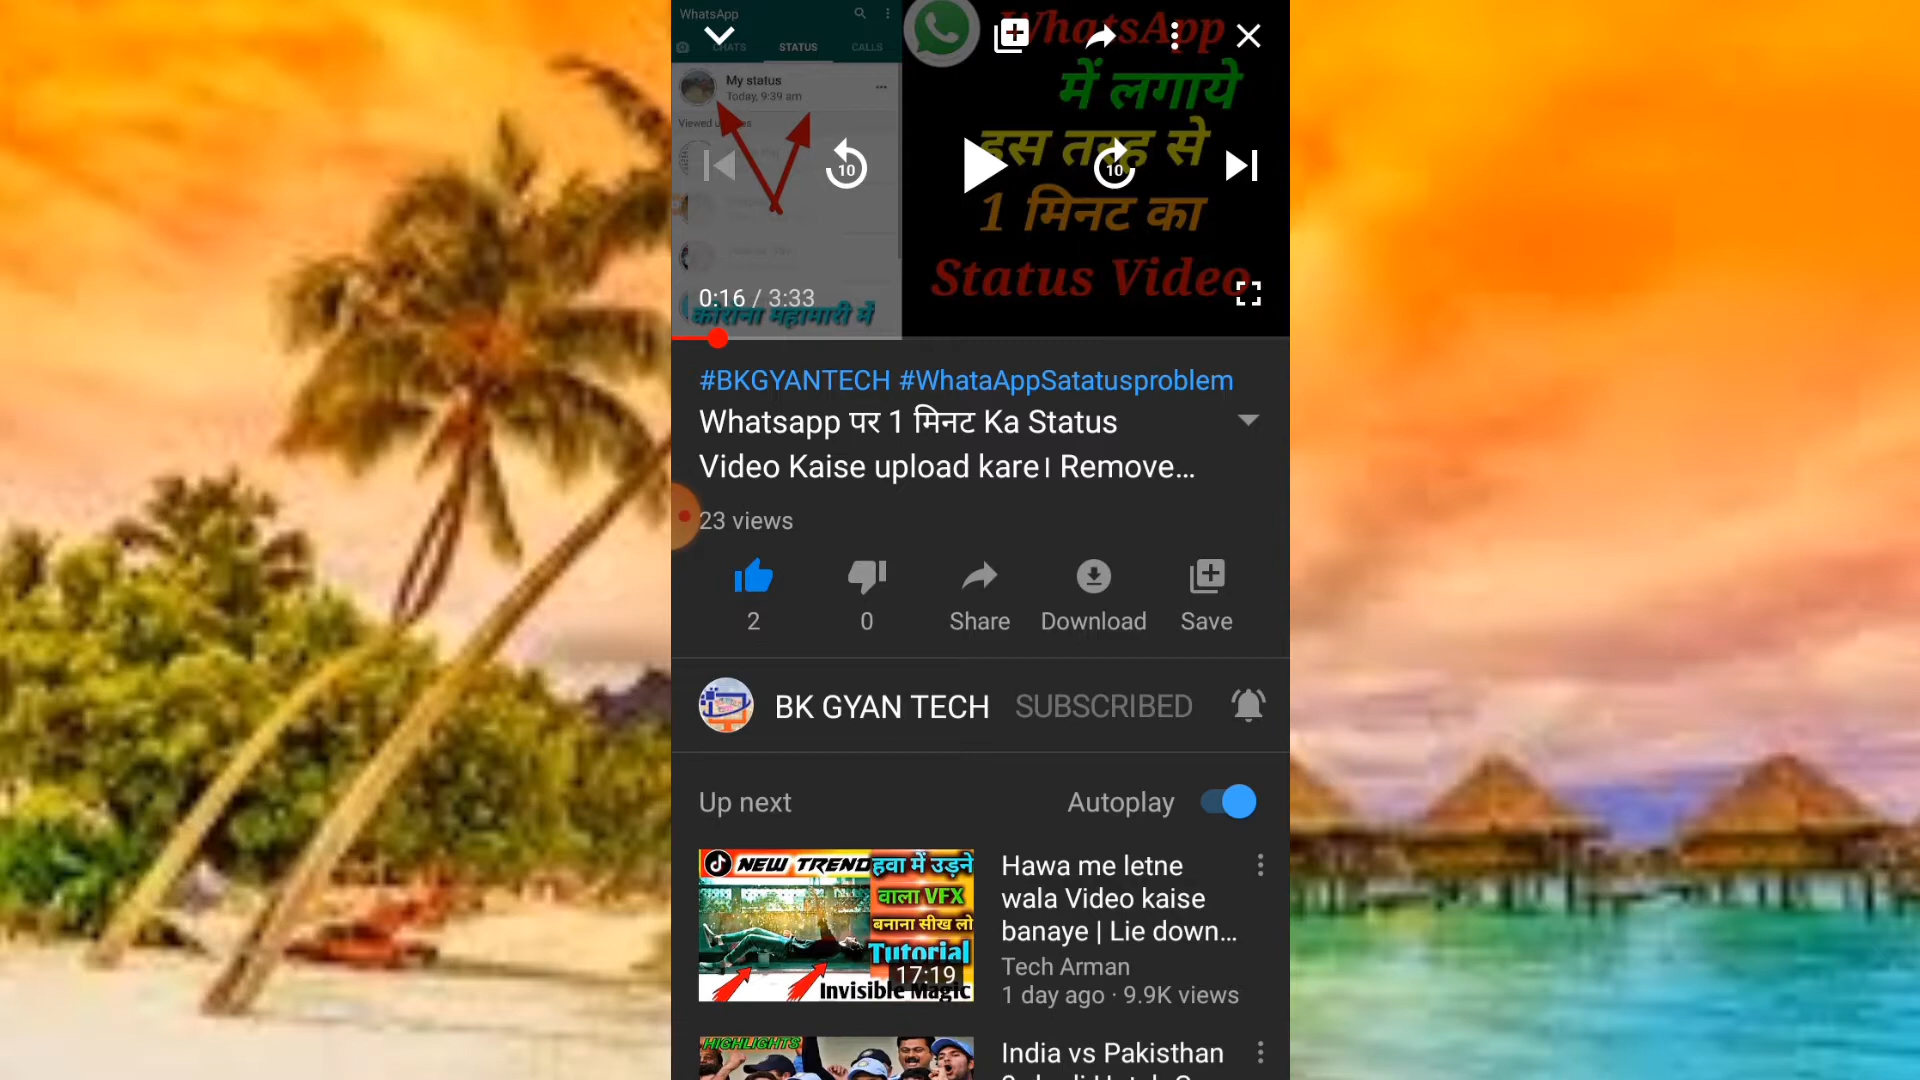 WhatsApp
CHATS
STATUS
CALLS
My status
Today, 9:39 am
WhatsApp
में लगाये
इस तरह से
1 मिनट का
Status Video
10
10
0:16 / 3:33
कोराना महामारी में
#BKGYANTECH #WhataAppSatatusproblem
Whatsapp पर 1 मिनट Ka Status
Video Kaise upload kare। Remove...
23 views
2
0
Share
Download
Save
BK GYAN TECH
SUBSCRIBED
Up next
Autoplay
NEW TREND
हवा में उड़ने
वाला VFX
बनाना सीख लो
Tutorial
17:19
Invisible Magic
Hawa me letne
wala Video kaise
banaye | Lie down...
Tech Arman
1 day ago · 9.9K views
HIGHLIGHTS
India vs Pakisthan